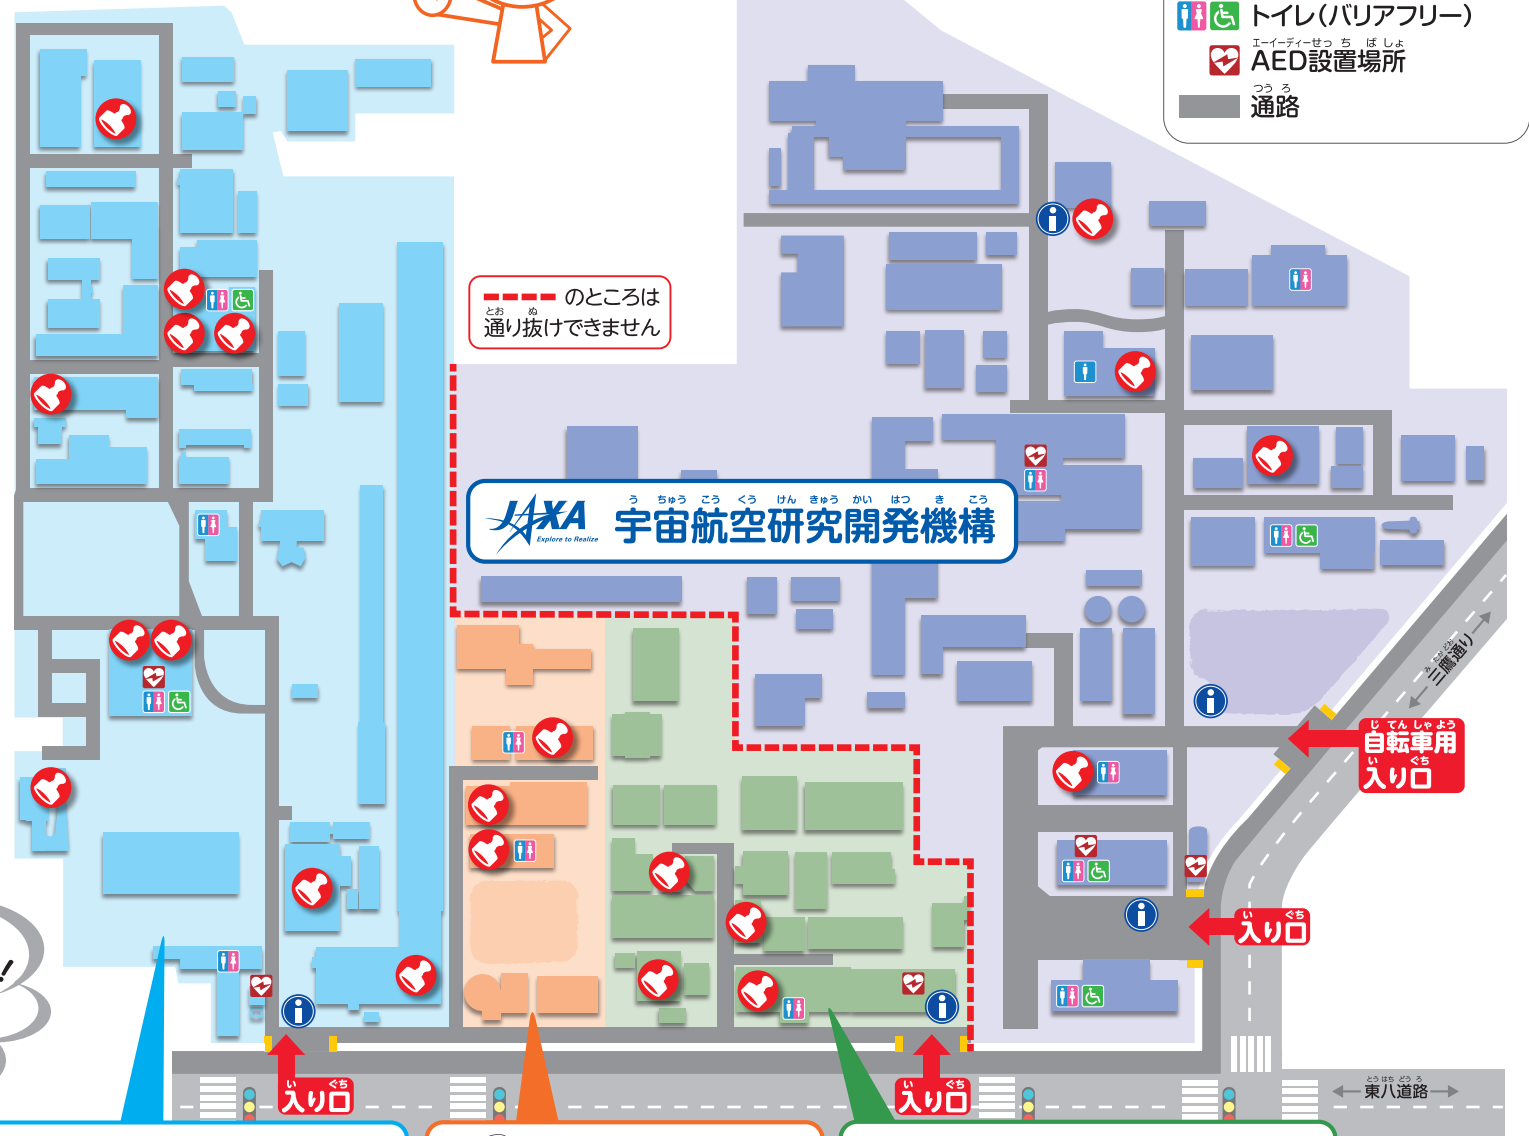 トイレ(バリアフリー)
エーイーディーせっちばしょ
AED設置場所
つうろ
通路
のところは
とお ぬ
通り抜けできません
JAXA
Explore to Realize
うちゅうこうくうけんきゅうかいはつきこう
宇宙航空研究開発機構
みたかどおり
三鷹通り
じてんしゃよう
自転車用
い ぐち
入り口
い ぐち
入り口
い ぐち
入り口
い ぐち
入り口
とうはちどうろ
東八道路
!